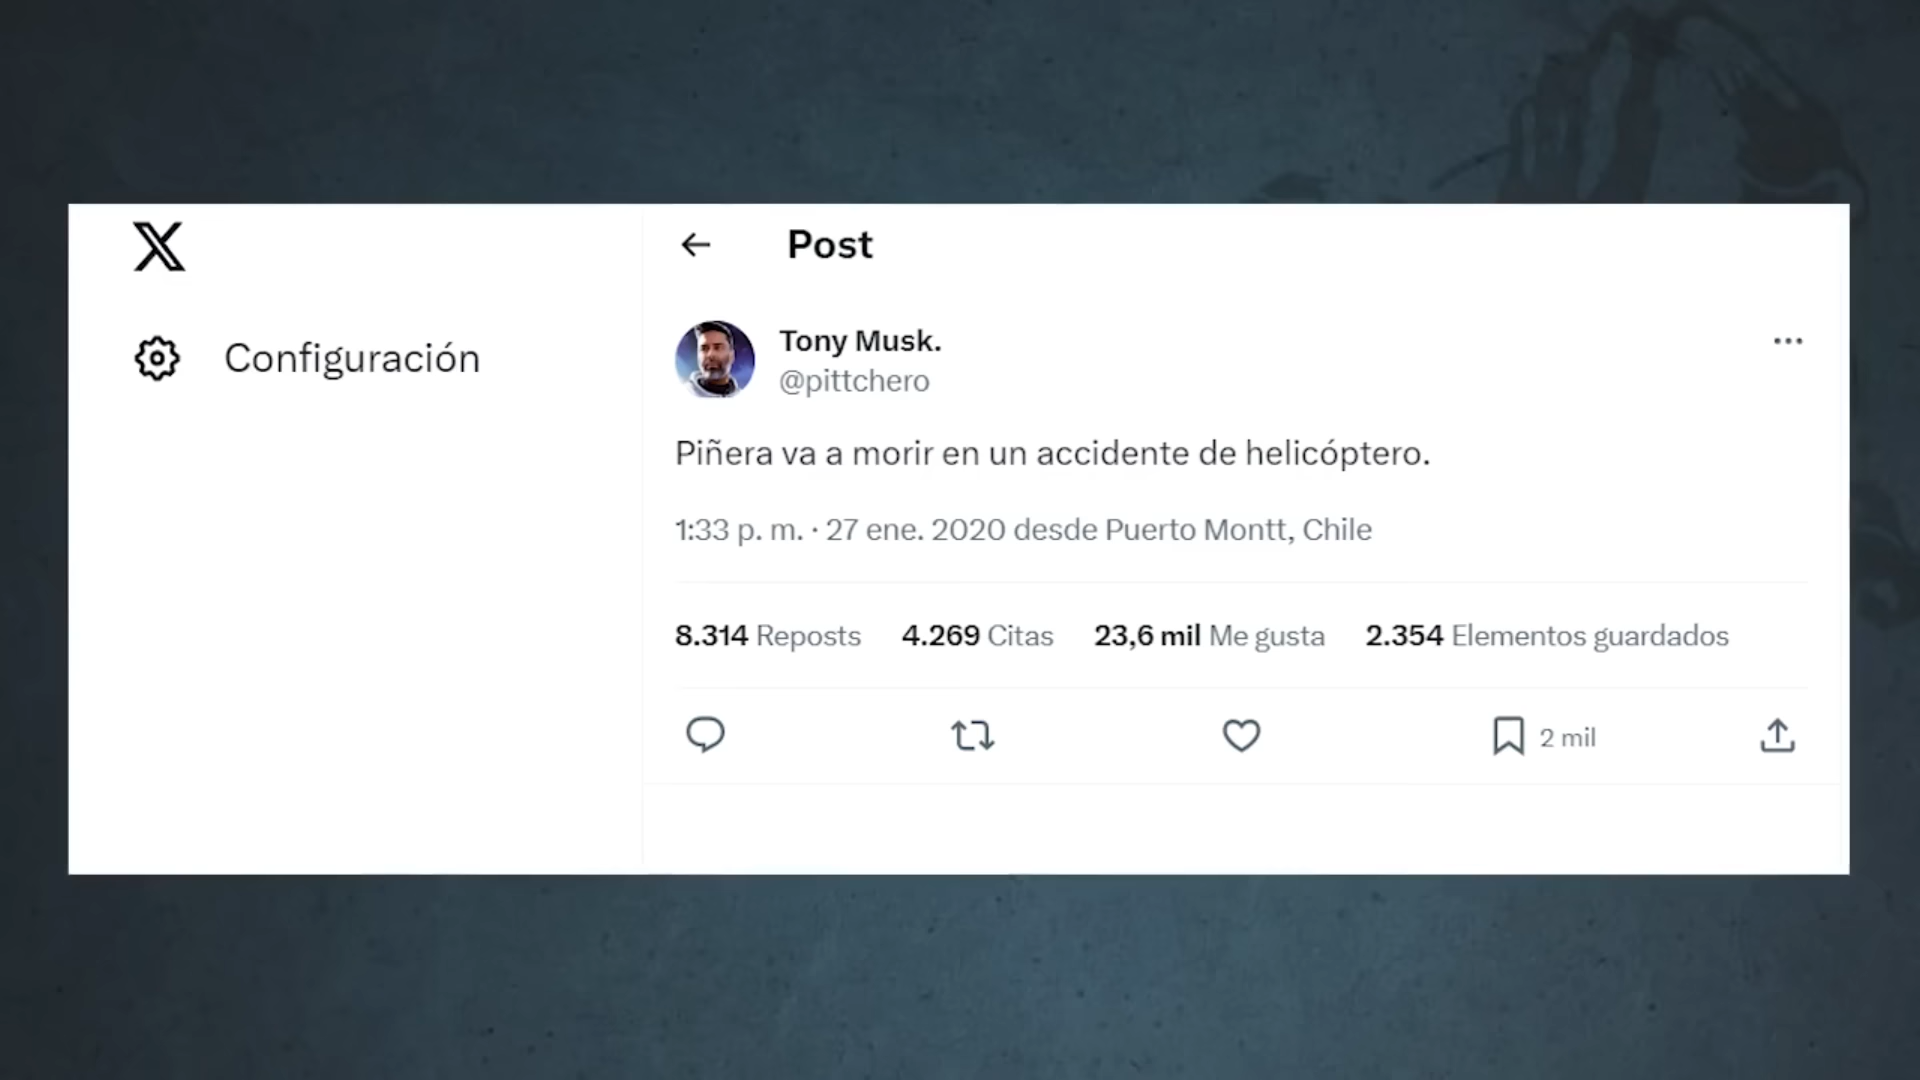 Post
Configuración
Tony Musk.
@pittchero
Piñera va a morir en un accidente de helicóptero.
1:33 p. m. · 27 ene. 2020 desde Puerto Montt, Chile
8.314 Reposts 4.269 Citas 23,6 mil Me gusta 2.354 Elementos guardados
2 mil